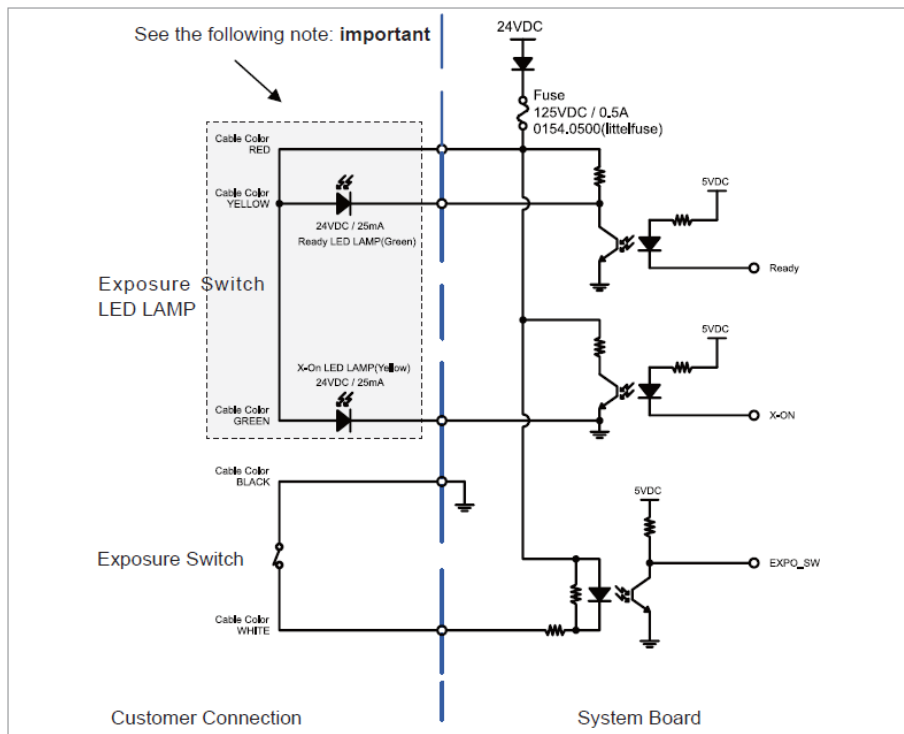 See the following note: important
24VDC
Fuse
125VDC / 0.5A
0154.0500(littelfuse)
Cable Color
RED
Cable Color
YELLOW
24VDC / 25mA
Ready LED LAMP(Green)
5VDC
Ready
Exposure Switch
LED LAMP
X-On LED LAMP(Yellow)
24VDC / 25mA
5VDC
Cable Color
GREEN
X-ON
Cable Color
BLACK
5VDC
Exposure Switch
EXPO_SW
Cable Color
WHITE
Customer Connection
System Board